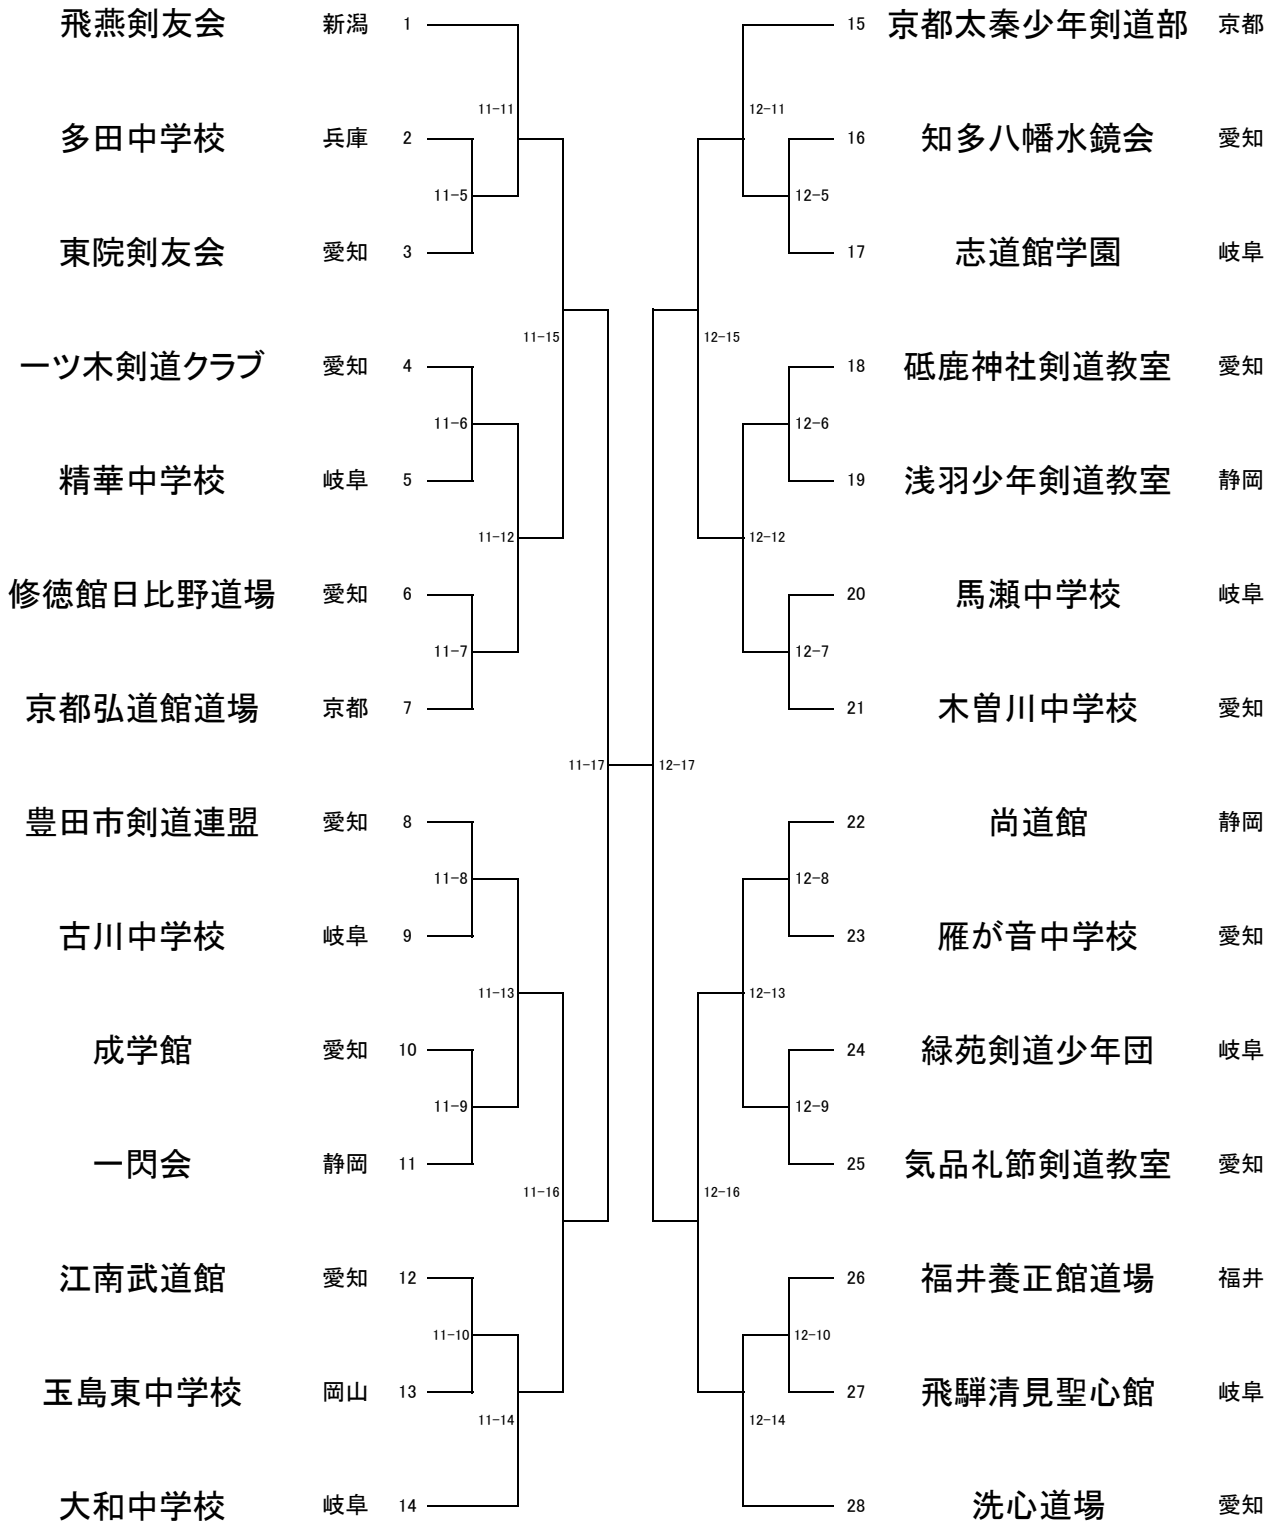 飛燕剣友会 新潟 1
11-11
多田中学校 兵庫 2
11-5
東院剣友会 愛知 3
11-15
一ツ木剣道クラブ 愛知 4
11-6
精華中学校 岐阜 5
11-12
修徳館日比野道場 愛知 6
11-7
京都弘道館道場 京都 7
11-17
豊田市剣道連盟 愛知 8
11-8
古川中学校 岐阜 9
11-13
成学館 愛知 10
11-9
一閃会 静岡 11
11-16
江南武道館 愛知 12
11-10
玉島東中学校 岡山 13
11-14
大和中学校 岐阜 14
15 京都太秦少年剣道部 京都
12-11
16 知多八幡水鏡会 愛知
12-5
17 志道館学園 岐阜
12-15
18 砥鹿神社剣道教室 愛知
12-6
19 浅羽少年剣道教室 静岡
12-12
20 馬瀬中学校 岐阜
12-7
21 木曽川中学校 愛知
12-17
22 尚道館 静岡
12-8
23 雁が音中学校 愛知
12-13
24 緑苑剣道少年団 岐阜
12-9
25 気品礼節剣道教室 愛知
12-16
26 福井養正館道場 福井
12-10
27 飛騨清見聖心館 岐阜
12-14
28 洗心道場 愛知